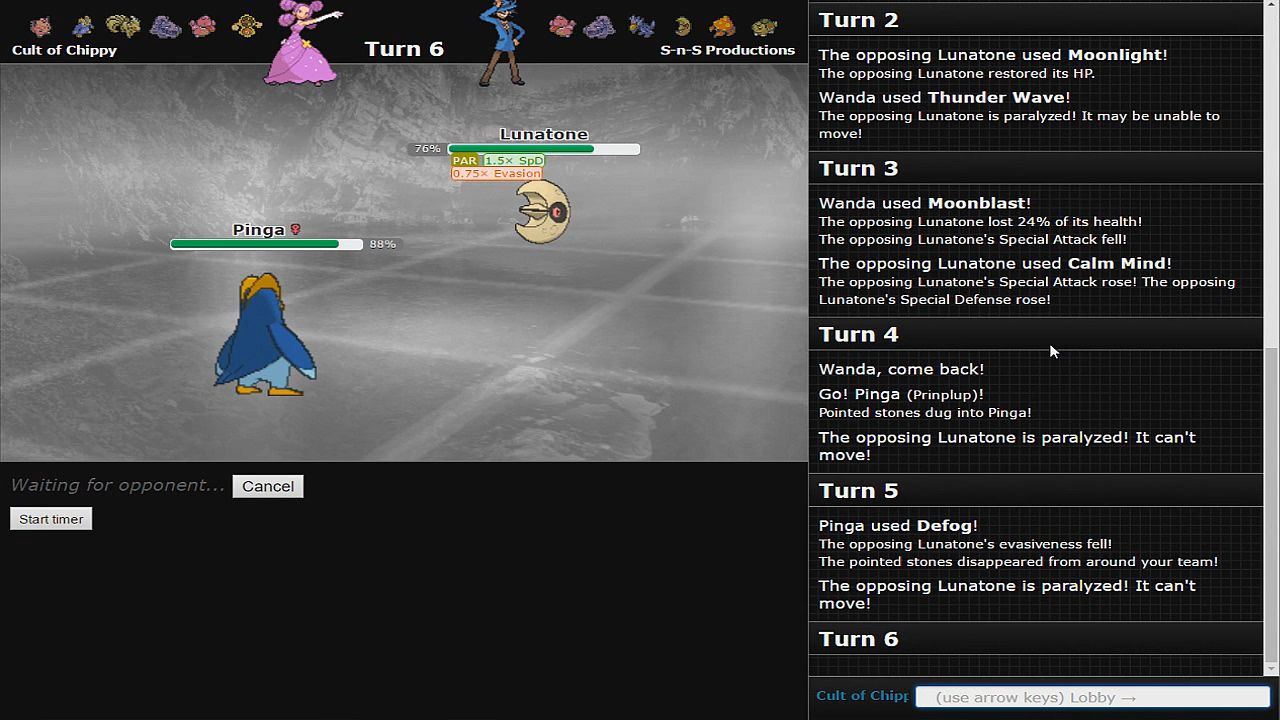 Cult of Chippy
Turn 6
S-n-S Productions
Lunatone
76%
PAR 1.5× SpD
0.75× Evasion
Pinga
88%
Waiting for opponent... Cancel
Start timer
Turn 2
The opposing Lunatone used Moonlight!
The opposing Lunatone restored its HP.
Wanda used Thunder Wave!
The opposing Lunatone is paralyzed! It may be unable to
move!
Turn 3
Wanda used Moonblast!
The opposing Lunatone lost 24% of its health!
The opposing Lunatone's Special Attack fell!
The opposing Lunatone used Calm Mind!
The opposing Lunatone's Special Attack rose! The opposing
Lunatone's Special Defense rose!
Turn 4
Wanda, come back!
Go! Pinga (Prinplup)!
Pointed stones dug into Pinga!
The opposing Lunatone is paralyzed! It can't
move!
Turn 5
Pinga used Defog!
The opposing Lunatone's evasiveness fell!
The pointed stones disappeared from around your team!
The opposing Lunatone is paralyzed! It can't
move!
Turn 6
Cult of Chipp (use arrow keys) Lobby →